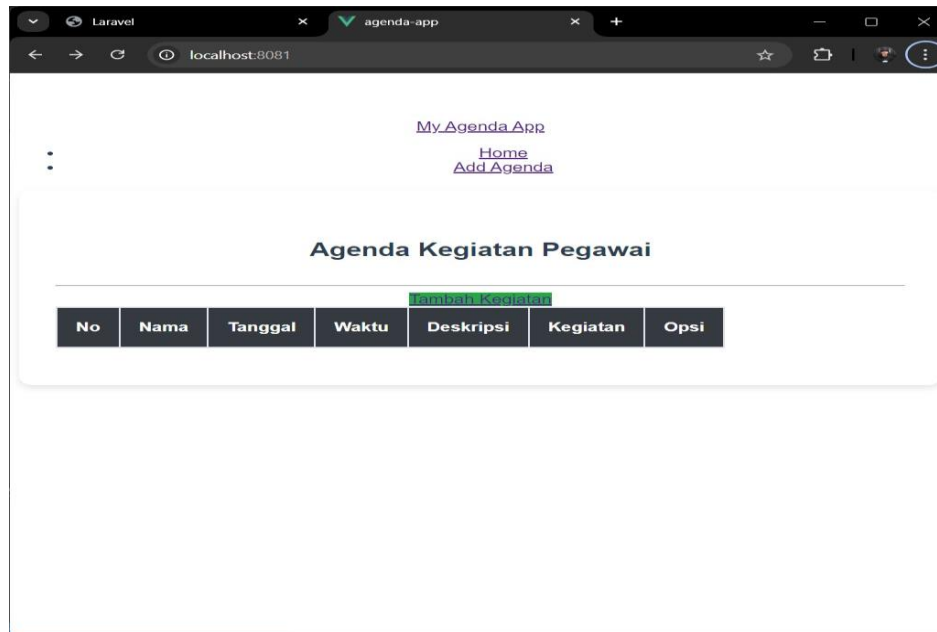 Laravel agenda-app
localhost:8081
My Agenda App
Home
Add Agenda
Agenda Kegiatan Pegawai
Tambah Kegiatan
No Nama Tanggal Waktu Deskripsi Kegiatan Opsi